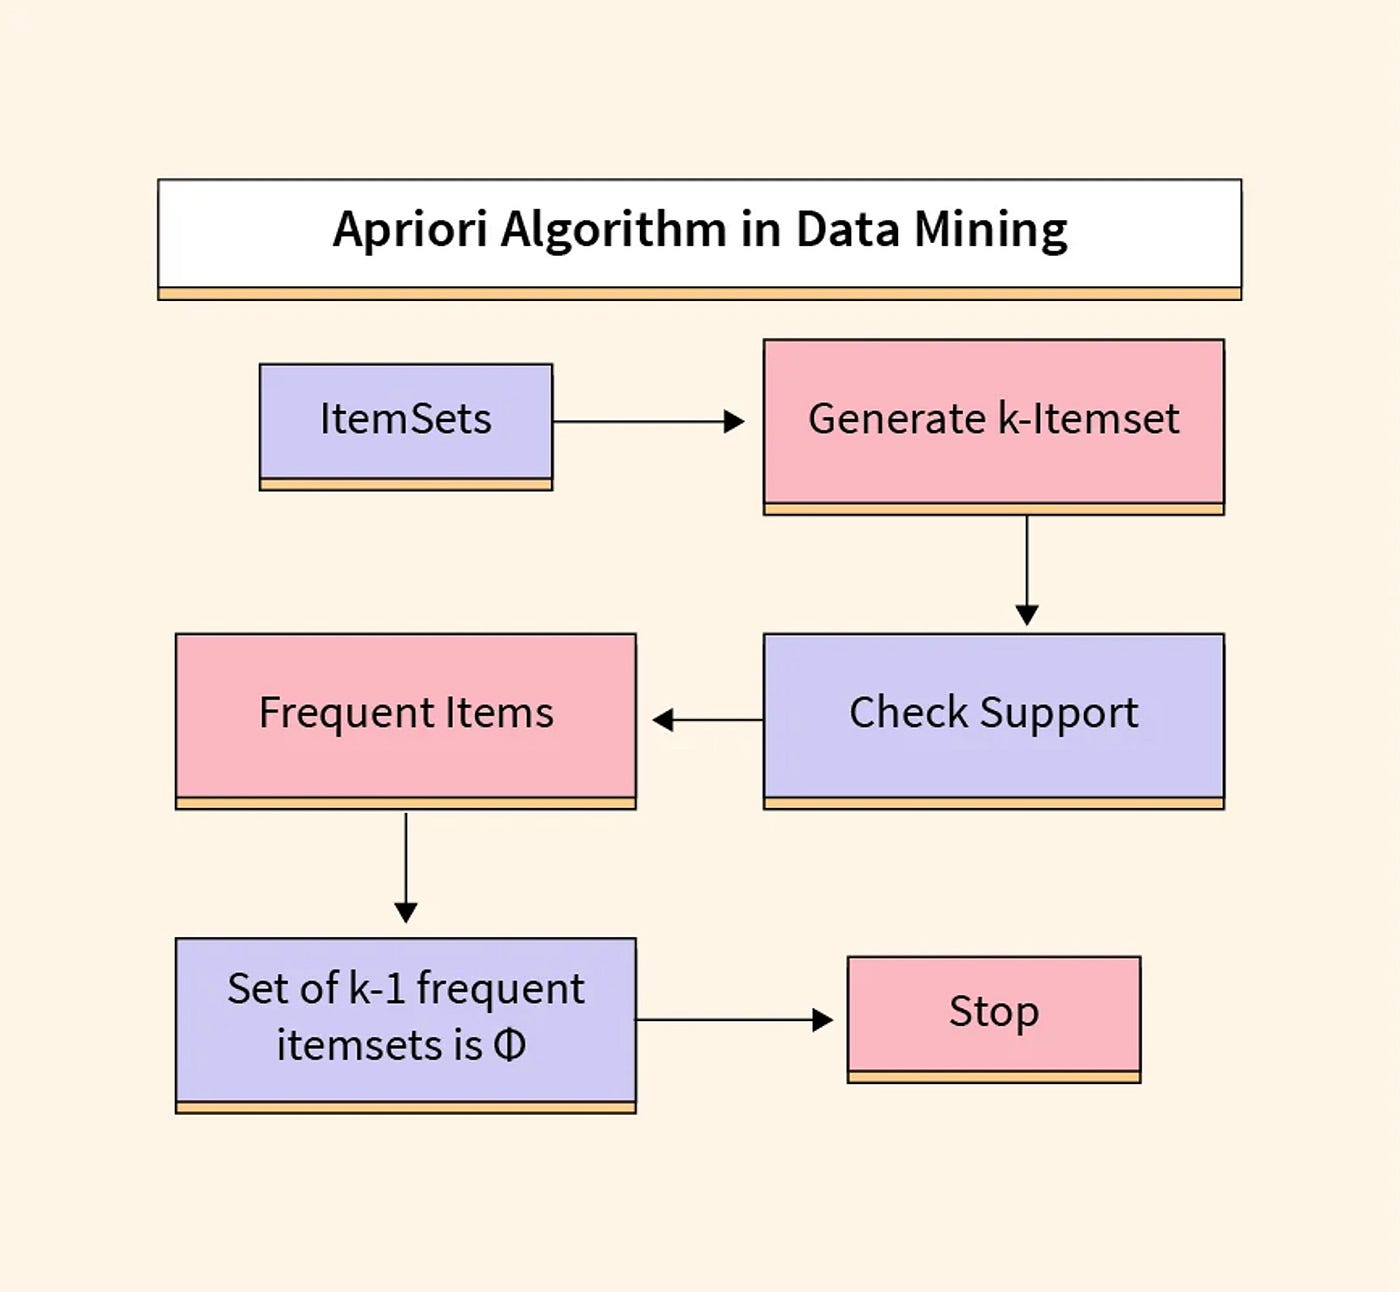 Apriori Algorithm in Data Mining
ItemSets
Generate k-Itemset
Frequent Items
Check Support
Set of k-1 frequent
itemsets is Φ
Stop